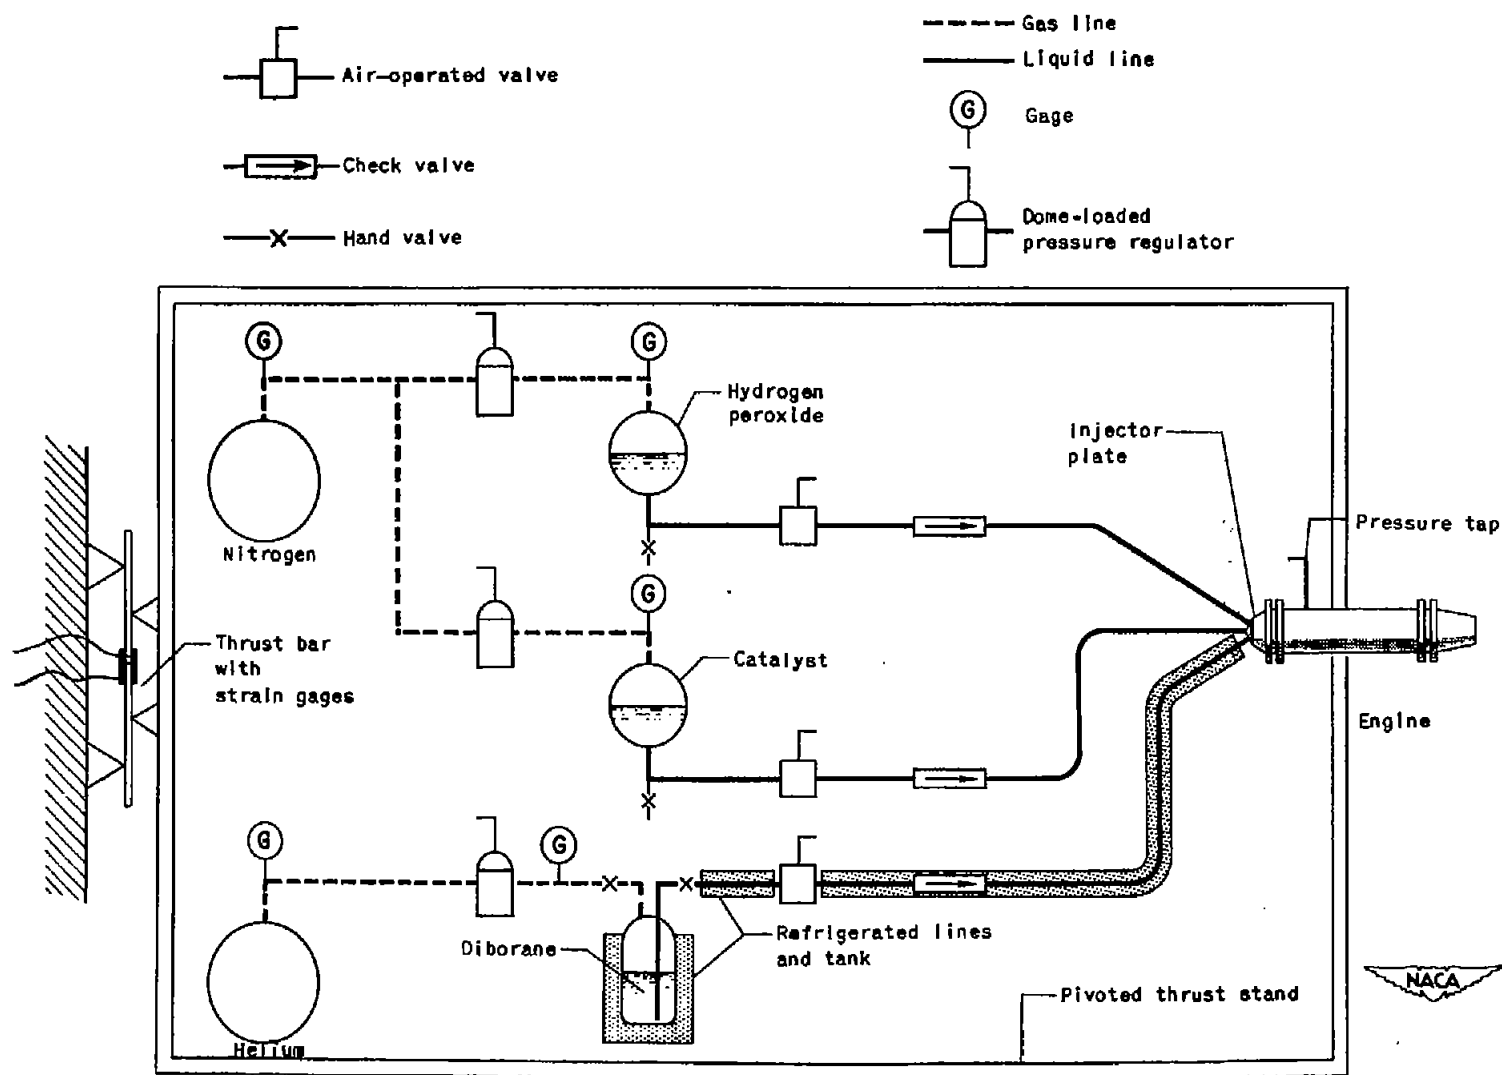 Air-operated valve
Check valve
Hand valve
Gas line
Liquid line
G
Gage
Dome-loaded
pressure regulator
G
G
Hydrogen
peroxide
Injector
plate
Nitrogen
Pressure tap
G
Thrust bar
with
strain gages
Catalyst
Engine
G
G
Diborane
Refrigerated lines
and tank
NACA
Pivoted thrust stand
Helium